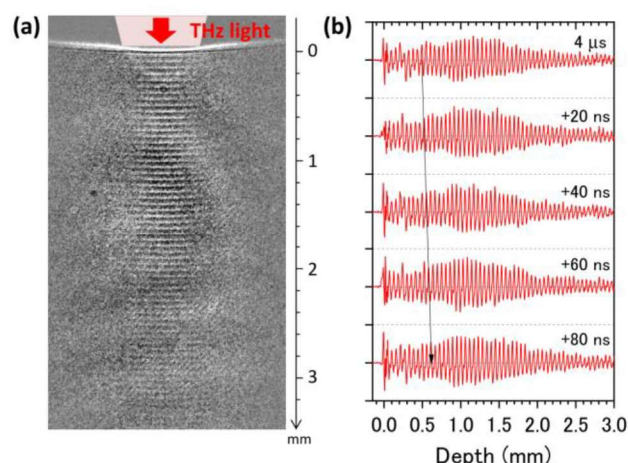 (a)
THz light
0
1
2
3
mm
(b)
4 μs
+20 ns
+40 ns
+60 ns
+80 ns
0.0 0.5 1.0 1.5 2.0 2.5 3.0
Depth (mm)